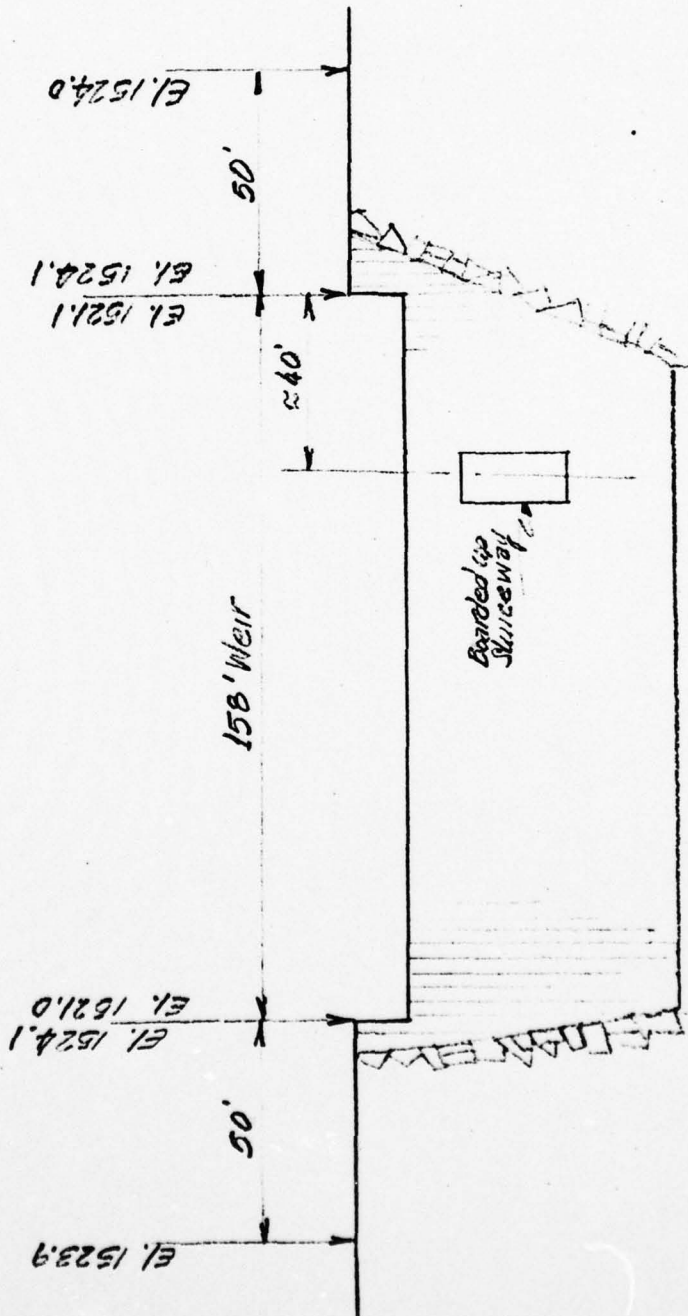 El. 1524.0
50'
El. 1524.1
El. 1521.1
≈40'
158' Weir
Boarded up
Sluiceway
El. 1521.0
El. 1524.1
50'
El. 1523.9